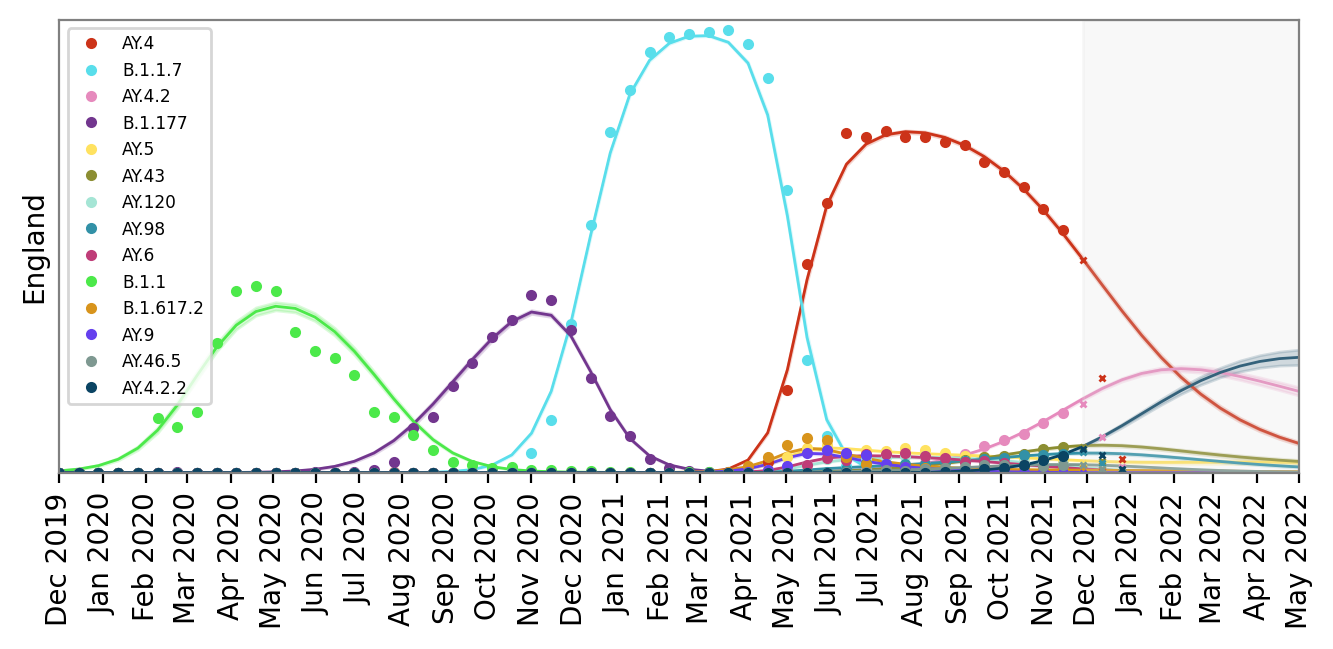 AY.4
B.1.1.7
AY.4.2
B.1.177
AY.5
AY.43
AY.120
AY.98
AY.6
B.1.1
B.1.617.2
AY.9
AY.46.5
AY.4.2.2
England
Dec 2019
Jan 2020
Feb 2020
Mar 2020
Apr 2020
May 2020
Jun 2020
Jul 2020
Aug 2020
Sep 2020
Oct 2020
Nov 2020
Dec 2020
Jan 2021
Feb 2021
Mar 2021
Apr 2021
May 2021
Jun 2021
Jul 2021
Aug 2021
Sep 2021
Oct 2021
Nov 2021
Dec 2021
Jan 2022
Feb 2022
Mar 2022
Apr 2022
May 2022